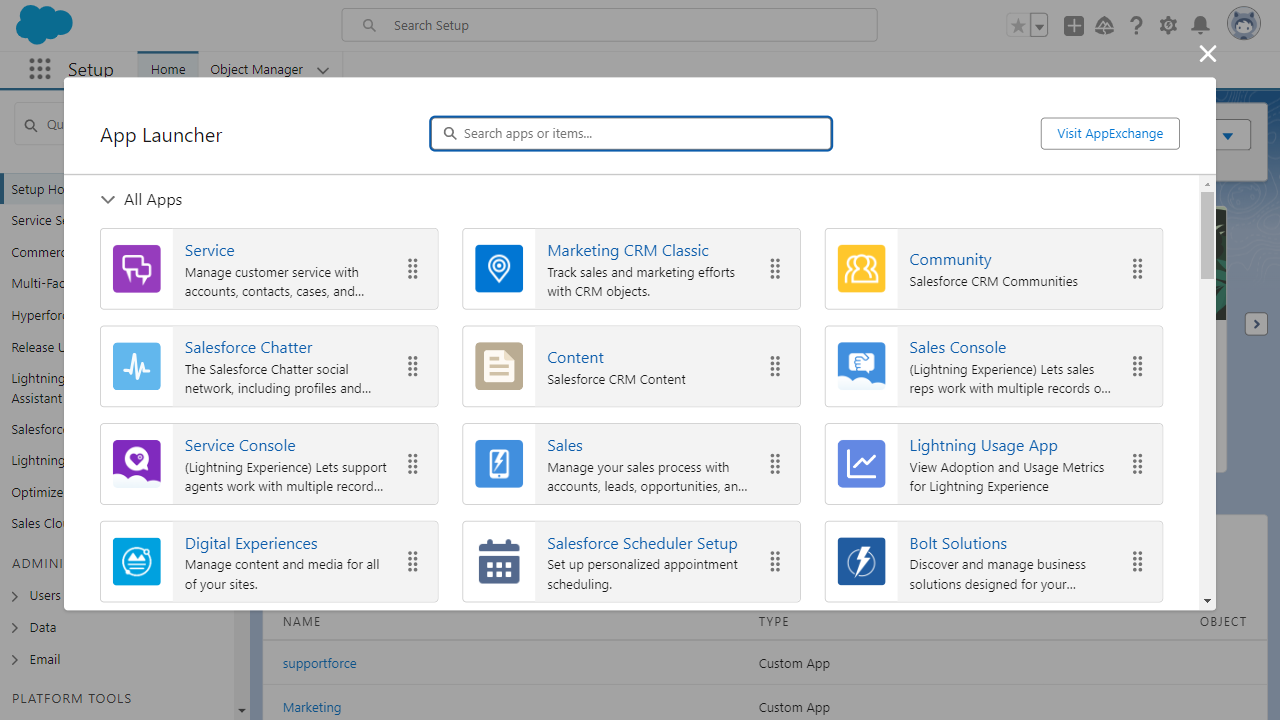 Search Setup
Setup
Home
Object Manager
App Launcher
Search apps or items...
Visit AppExchange
All Apps
Service
Manage customer service with
accounts, contacts, cases, and...
Marketing CRM Classic
Track sales and marketing efforts
with CRM objects.
Community
Salesforce CRM Communities
Salesforce Chatter
The Salesforce Chatter social
network, including profiles and...
Content
Salesforce CRM Content
Sales Console
(Lightning Experience) Lets sales
reps work with multiple records o...
Service Console
(Lightning Experience) Lets support
agents work with multiple record...
Sales
Manage your sales process with
accounts, leads, opportunities, an...
Lightning Usage App
View Adoption and Usage Metrics
for Lightning Experience
Digital Experiences
Manage content and media for all
of your sites.
Salesforce Scheduler Setup
Set up personalized appointment
scheduling.
Bolt Solutions
Discover and manage business
solutions designed for your...
Qu
Setup Ho
Service Se
Commerc
Multi-Fac
Hyperforc
Release U
Lightning
Assistant
Salesforce
Lightning
Optimize
Sales Clou
ADMINI
Users
Data
Email
PLATFORM TOOLS
NAME
TYPE
OBJECT
supportforce
Custom App
Marketing
Custom App